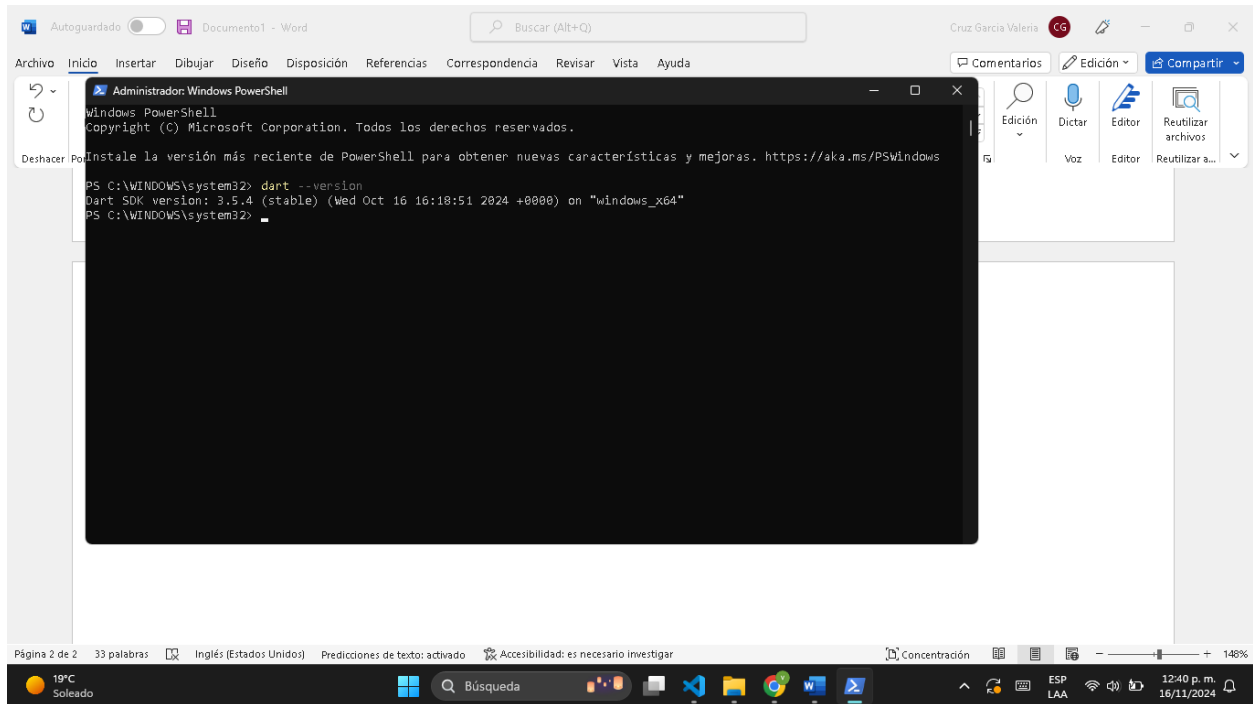 Autoguardado Documento1 - Word Buscar (Alt+Q) Cruz Garcia Valeria CG
Archivo Inicio Insertar Dibujar Diseño Disposición Referencias Correspondencia Revisar Vista Ayuda Comentarios Edición Compartir
Administrador: Windows PowerShell
Windows PowerShell
Copyright (C) Microsoft Corporation. Todos los derechos reservados.
Instale la versión más reciente de PowerShell para obtener nuevas características y mejoras. https://aka.ms/PSWindows
PS C:\WINDOWS\system32> dart --version
Dart SDK version: 3.5.4 (stable) (Wed Oct 16 16:18:51 2024 +0000) on "windows_x64"
PS C:\WINDOWS\system32>
Deshacer
Edición
Dictar
Editor
Reutilizar
archivos
Voz Editor Reutilizar a...
Página 2 de 2 33 palabras Inglés (Estados Unidos) Predicciones de texto: activado Accesibilidad: es necesario investigar Concentración 148%
19°C
Soleado
Búsqueda
ESP
LAA
12:40 p. m.
16/11/2024